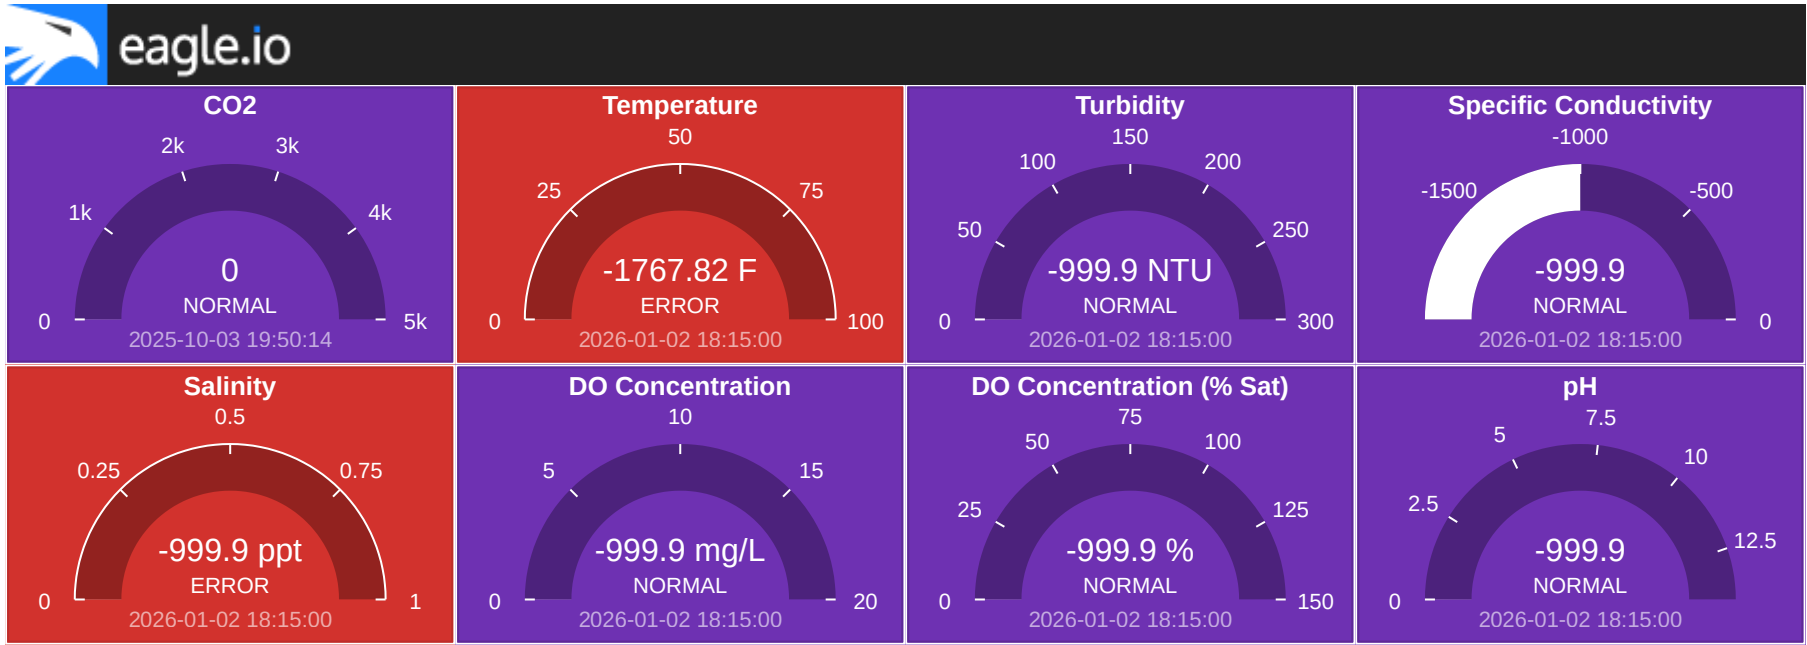 eagle.io
CO2
2k
3k
1k
4k
0
NORMAL
0
5k
2025-10-03 19:50:14
Temperature
50
25
75
-1767.82 F
ERROR
0
100
2026-01-02 18:15:00
Turbidity
150
100
200
50
250
-999.9 NTU
NORMAL
0
300
2026-01-02 18:15:00
Specific Conductivity
-1000
-1500
-500
-999.9
NORMAL
0
2026-01-02 18:15:00
Salinity
0.5
0.25
0.75
-999.9 ppt
ERROR
0
1
2026-01-02 18:15:00
DO Concentration
10
5
15
-999.9 mg/L
NORMAL
0
20
2026-01-02 18:15:00
DO Concentration (% Sat)
75
50
100
25
125
-999.9 %
NORMAL
0
150
2026-01-02 18:15:00
pH
7.5
5
10
2.5
12.5
-999.9
NORMAL
0
2026-01-02 18:15:00